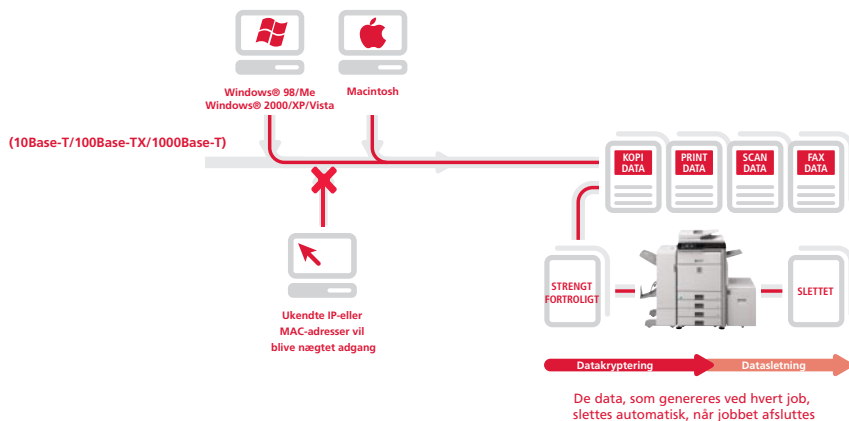 Windows® 98/Me
Windows® 2000/XP/Vista
Macintosh
(10Base-T/100Base-TX/1000Base-T)
KOPI
DATA
PRINT
DATA
SCAN
DATA
FAX
DATA
Ukendte IP-eller
MAC-adresser vil
blive nægtet adgang
STRENGT
FORTROLIGT
SLETTET
Datakryptering
Datasletning
De data, som genereres ved hvert job,
slettes automatisk, når jobbet afsluttes